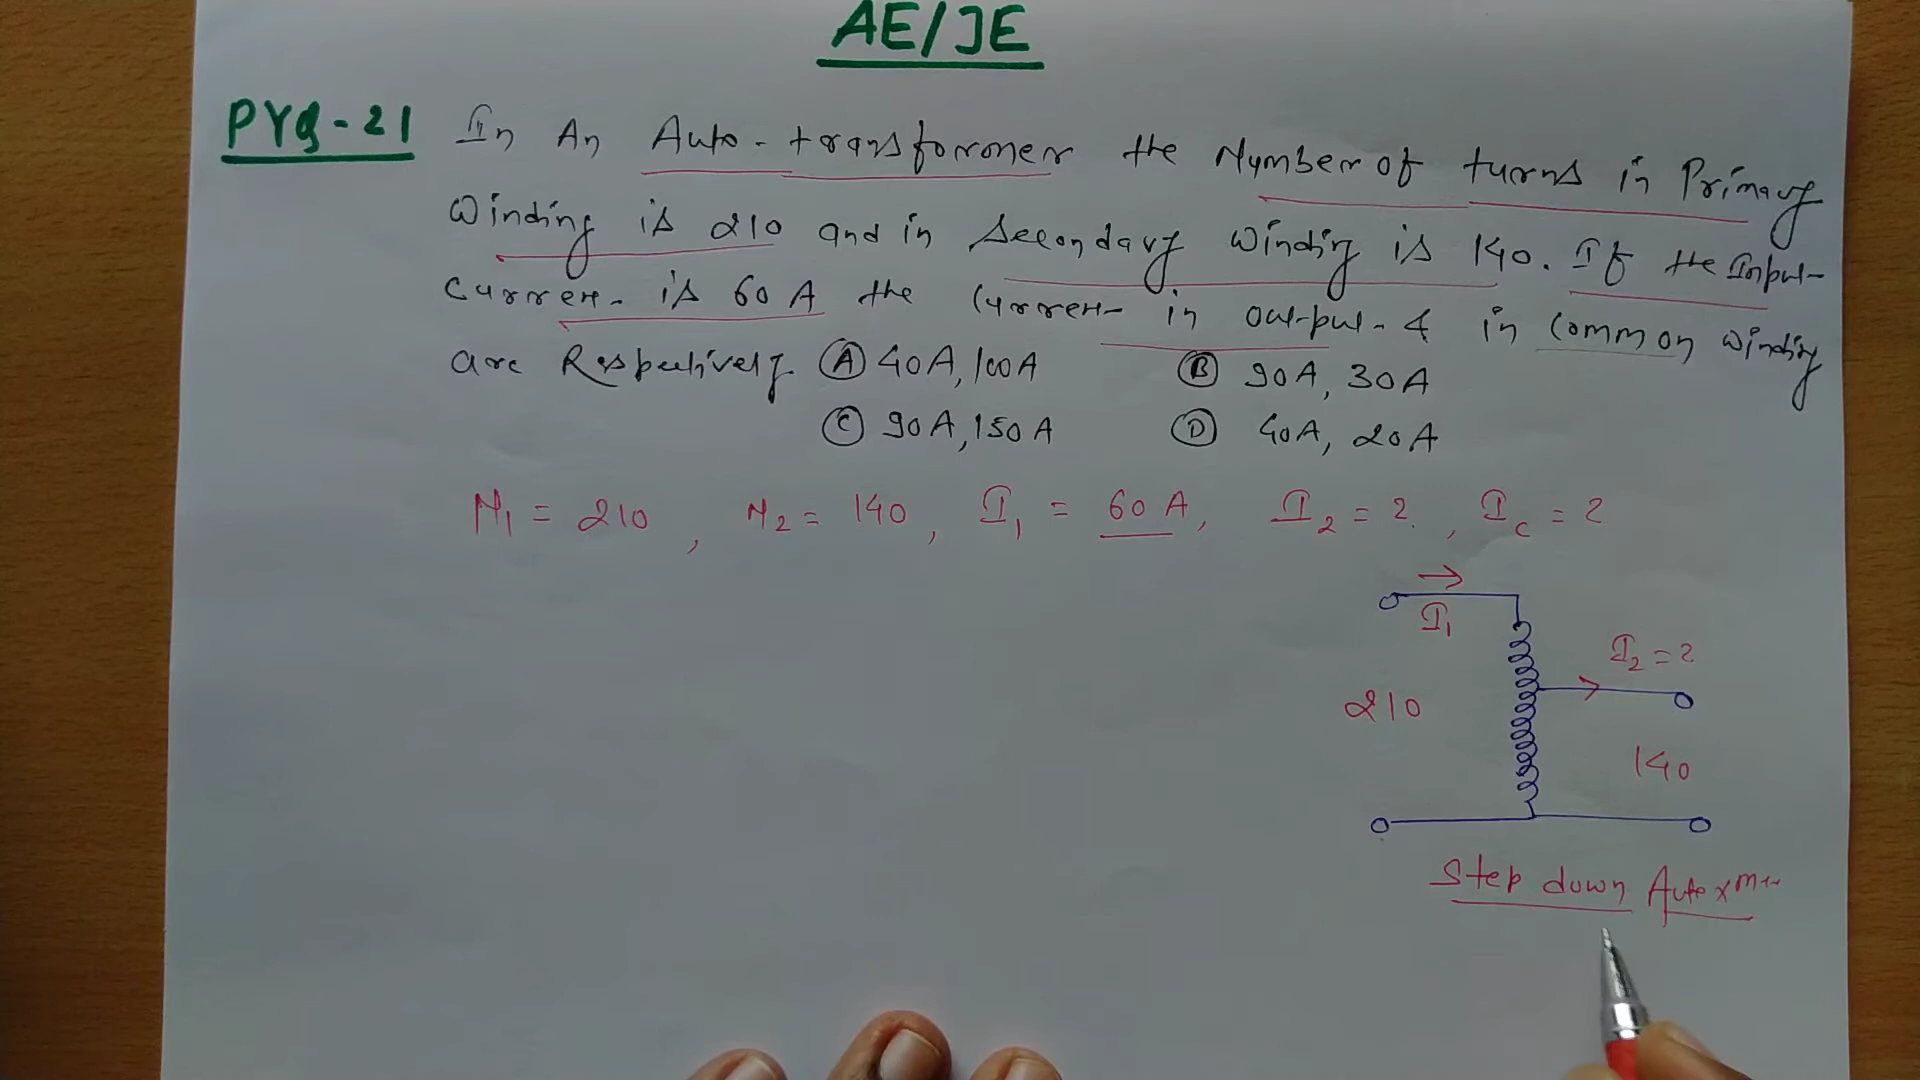 AE/JE
PYQ-21 In An Auto-transformer the Number of turns in Primary
Winding is 210 and in Secondary Winding is 140. If the Input
Current is 60 A the Current in output & in Common Winding
are Respectively. (A) 40A, 100A (B) 90A, 30A
(C) 90A, 150A (D) 40A, 20A
N₁ = 210, N₂ = 140, I₁ = 60 A, I₂ = ?, I_c = ?
I₁
I₂ = ?
210
140
Step down Auto xmer